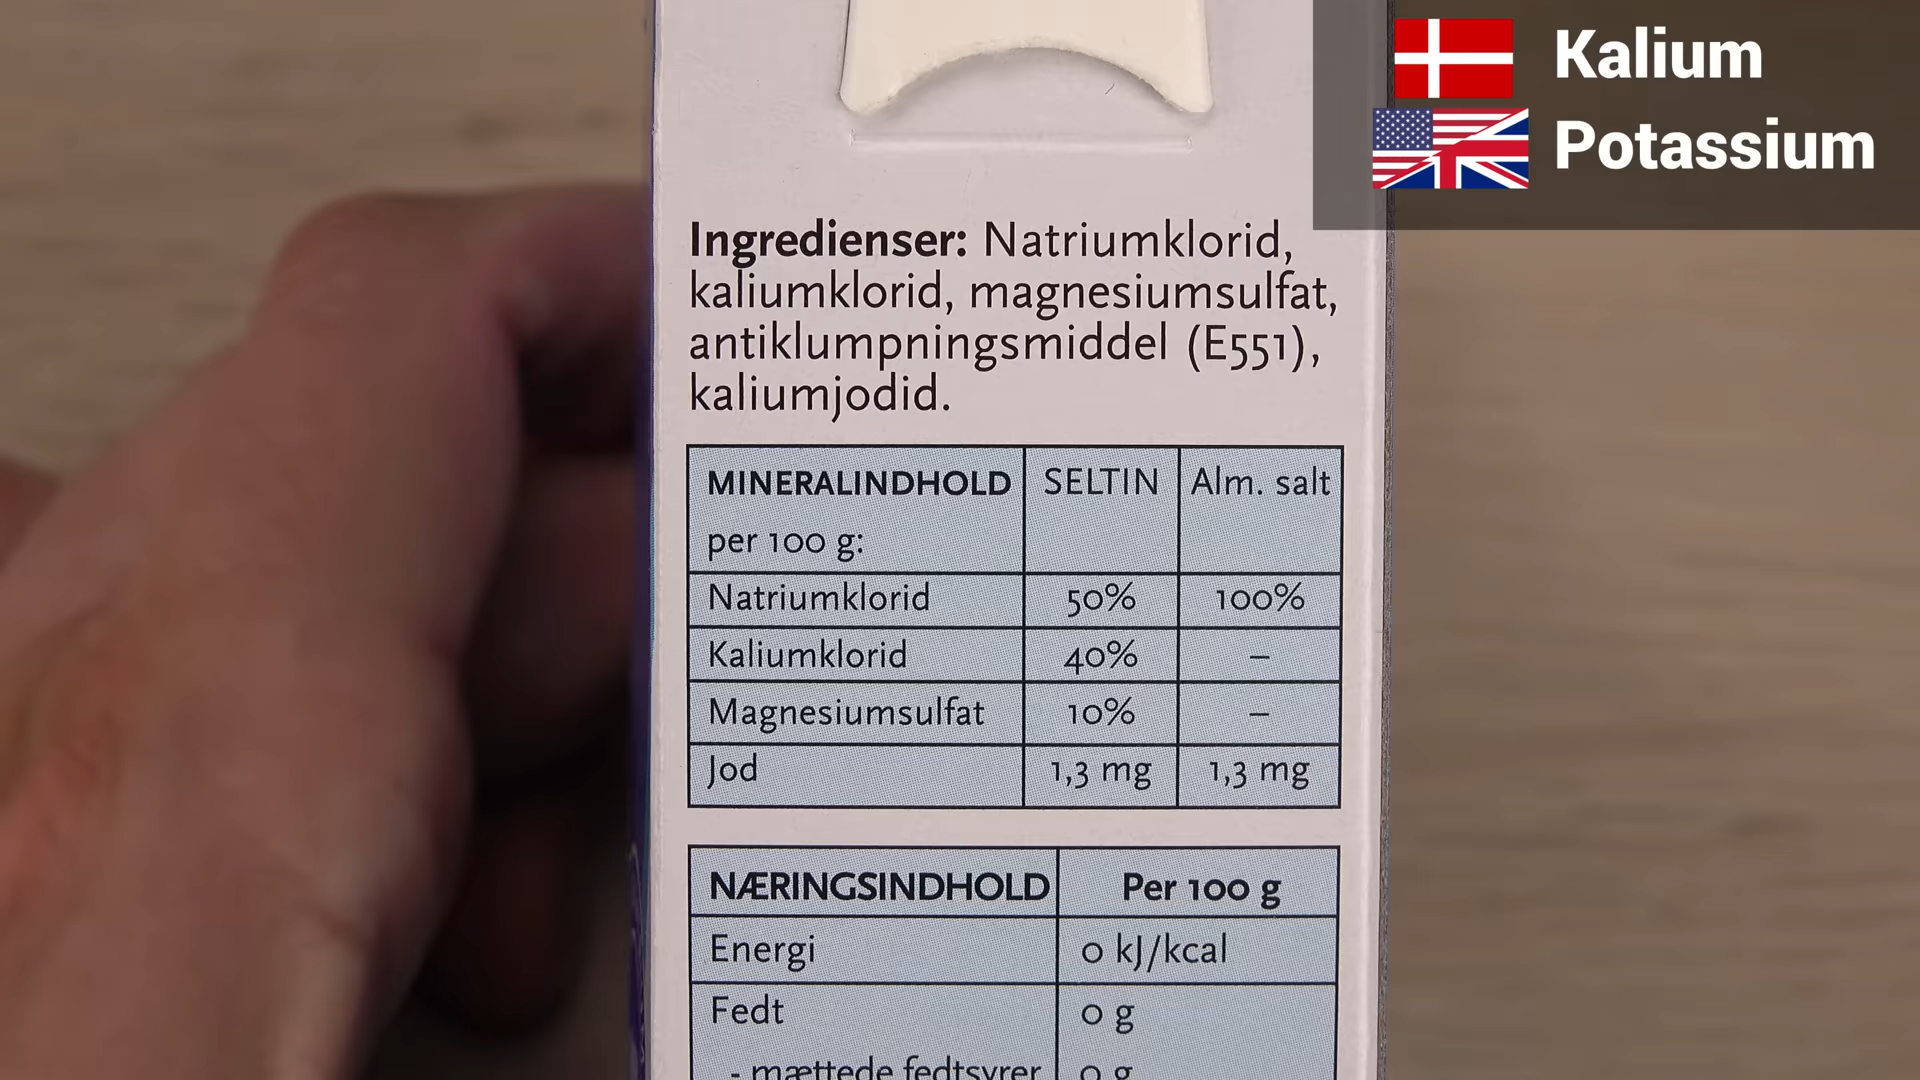 Kalium
Potassium
Ingredienser: Natriumklorid,
kaliumklorid, magnesiumsulfat,
antiklumpningsmiddel (E551),
kaliumjodid.
MINERALINDHOLD SELTIN Alm. salt
per 100 g:
Natriumklorid 50% 100%
Kaliumklorid 40% –
Magnesiumsulfat 10% –
Jod 1,3 mg 1,3 mg
NÆRINGSINDHOLD Per 100 g
Energi 0 kJ/kcal
Fedt 0 g
- mættede fedtsyrer 0 g